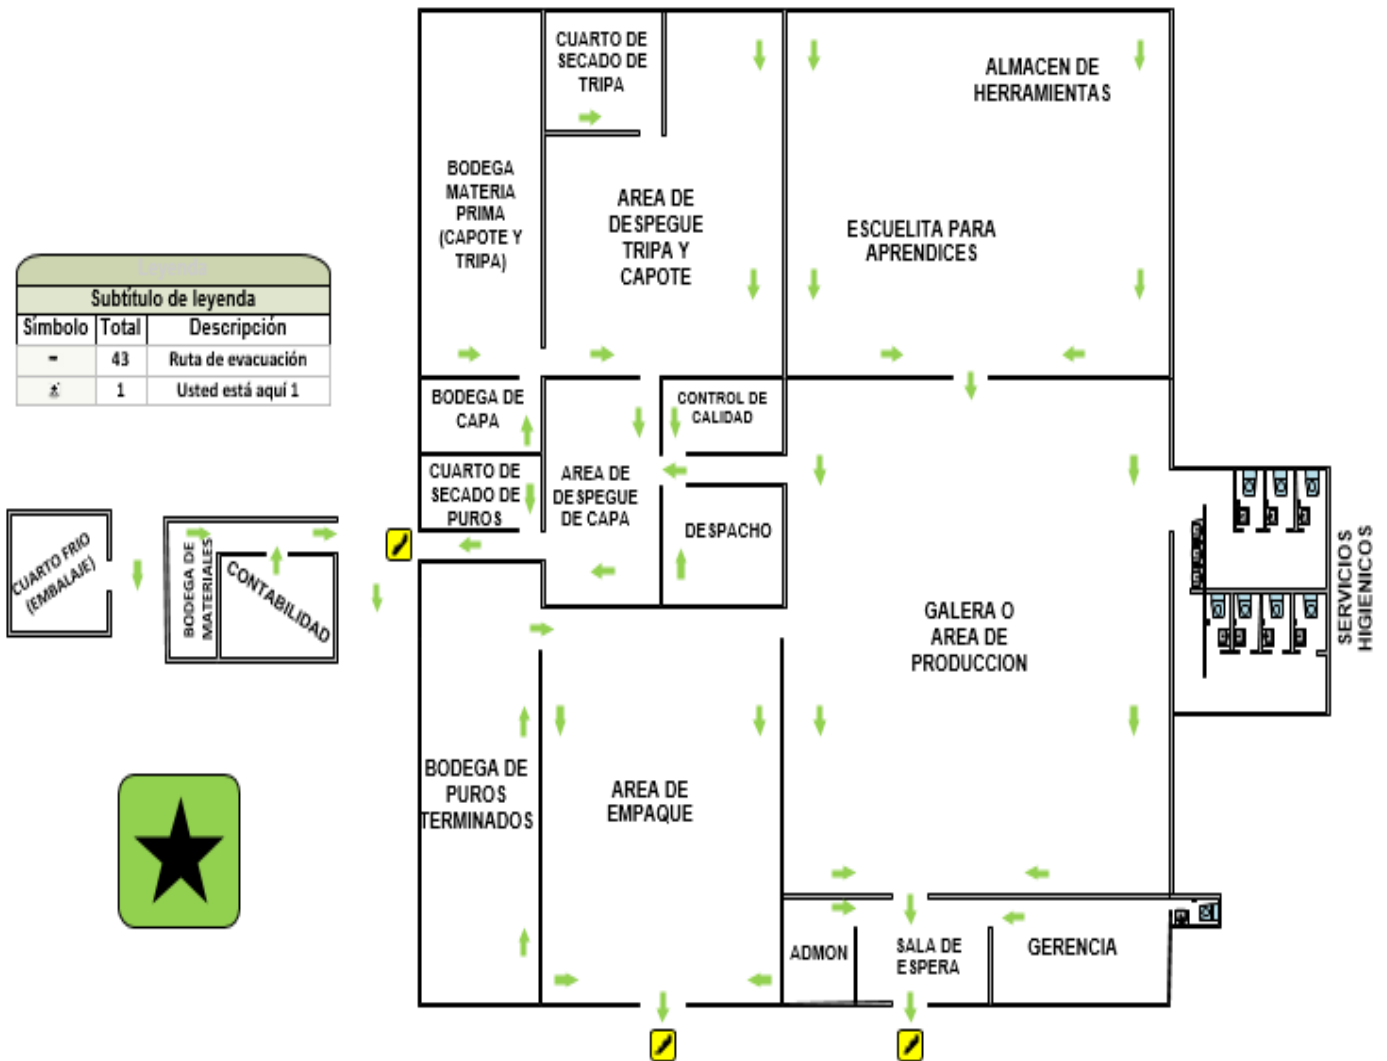 CUARTO DE
SECADO DE
TRIPA
ALMACEN DE
HERRAMIENTAS
BODEGA
MATERIA
PRIMA
(CAPOTE Y
TRIPA)
AREA DE
DESPEGUE
TRIPA Y
CAPOTE
ESCUELITA PARA
APRENDICES
Leyenda
Subtítulo de leyenda
Símbolo Total Descripción
43 Ruta de evacuación
1 Usted está aquí 1
BODEGA DE
CAPA
CONTROL DE
CALIDAD
CUARTO DE
SECADO DE
PUROS
AREA DE
DESPEGUE
DE CAPA
DESPACHO
CUARTO FRIO
(EMBALAJE)
BODEGA DE
MATERIALES
CONTABILIDAD
GALERA O
AREA DE
PRODUCCION
SERVICIOS
HIGIENICOS
BODEGA DE
PUROS
TERMINADOS
AREA DE
EMPAQUE
ADMON
SALA DE
ESPERA
GERENCIA